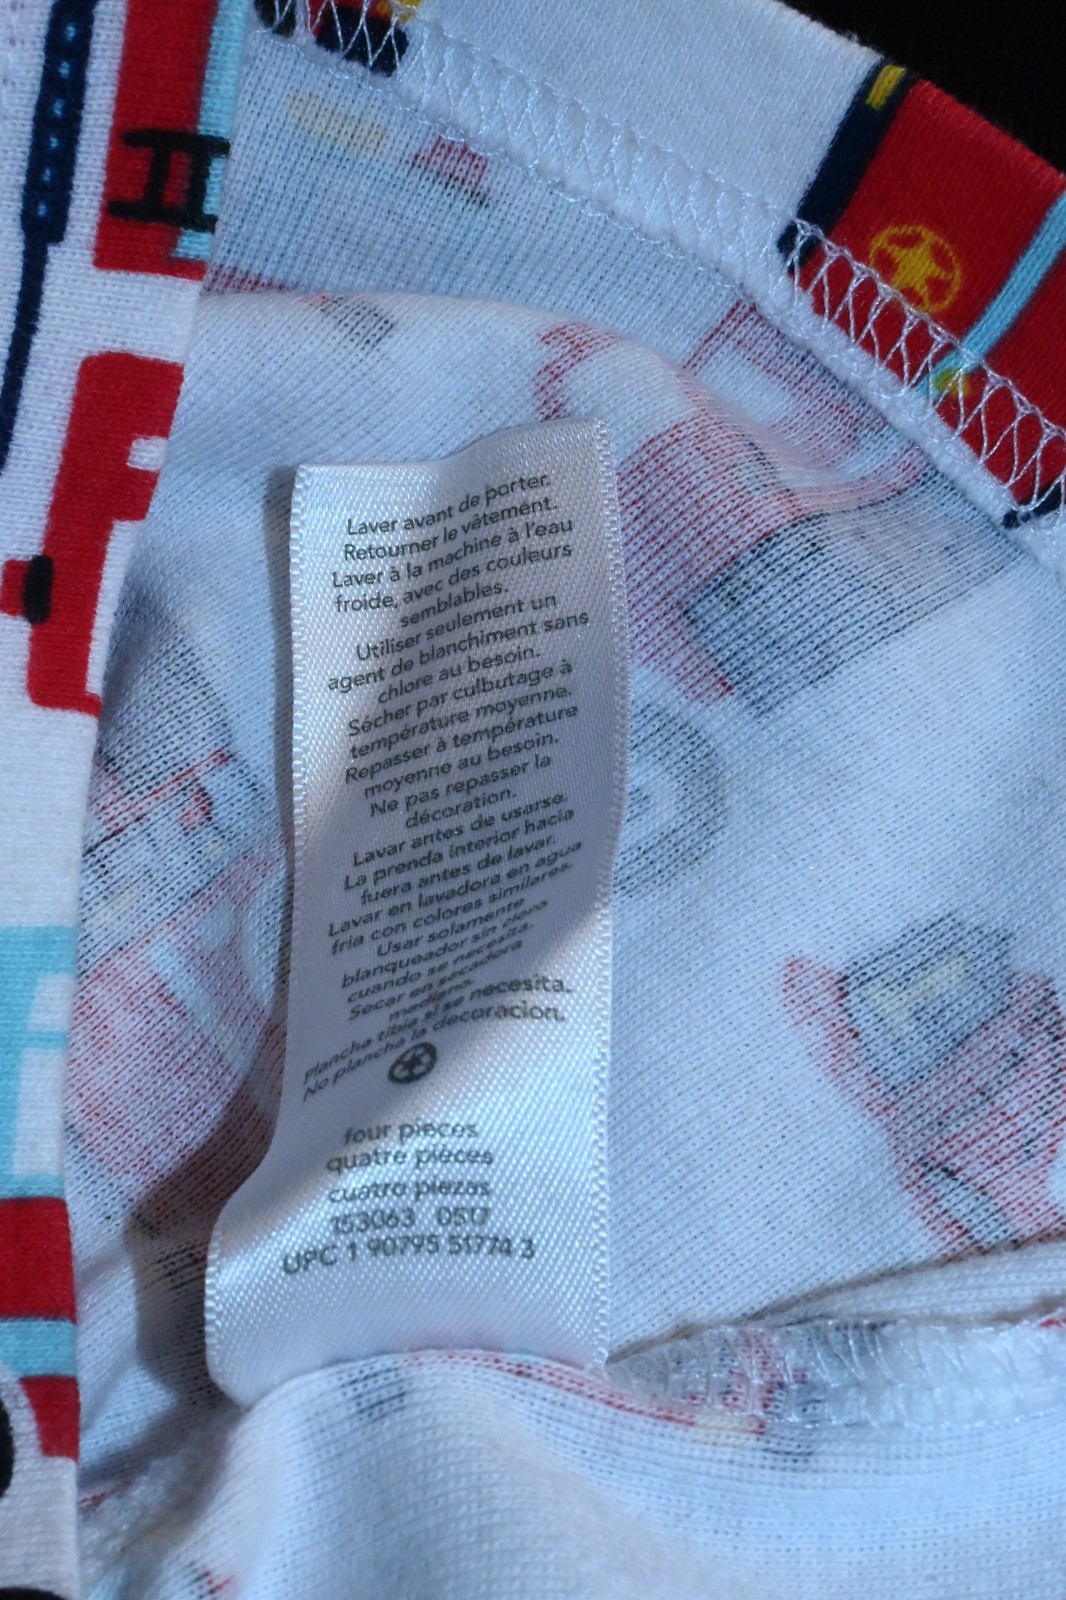 Laver avant de porter.
Retourner le vêtement.
Laver à la machine à l'eau
froide, avec des couleurs
semblables.
Utiliser seulement un
agent de blanchiment sans
chlore au besoin.
Sécher par culbutage à
température moyenne.
Repasser à température
moyenne au besoin.
Ne pas repasser la
décoration.
Lavar antes de usarse.
La prenda interior hacia
fuera antes de lavar.
Lavar en lavadora en agua
fria con colores similares.
Usar solamente
blanqueador sin cloro
cuando se necesita.
Secar en secadora
mediano.
Plancha tibia si se necesita.
No planche la decoracion.
four pieces
quatre pièces
cuatro piezas
153063 0517
UPC 1 90795 51774 3